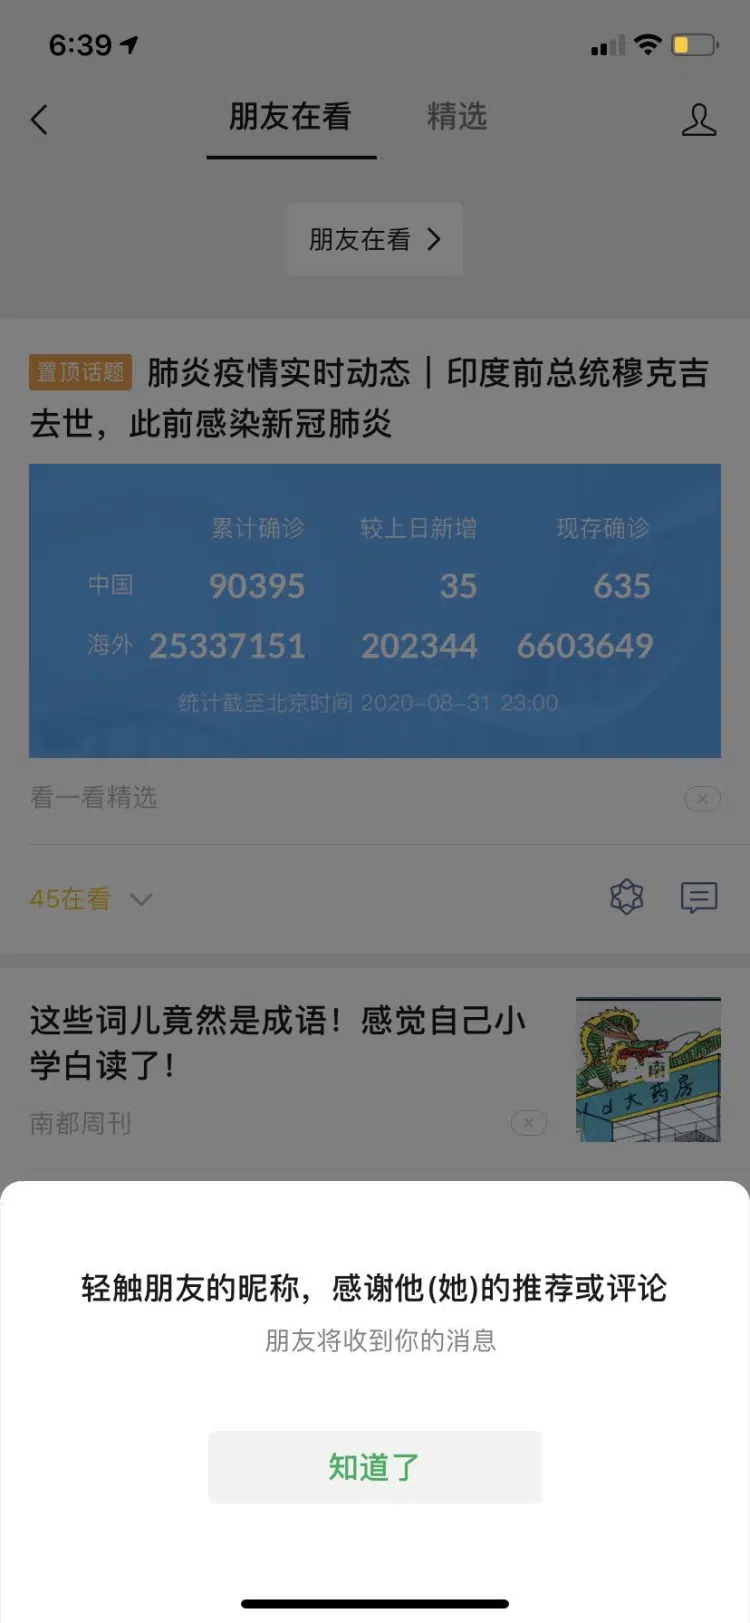 6:39
朋友在看 精选
朋友在看
置顶话题 肺炎疫情实时动态｜印度前总统穆克吉
去世，此前感染新冠肺炎
累计确诊 较上日新增 现存确诊
中国 90395 35 635
海外 25337151 202344 6603649
统计截至北京时间 2020-08-31 23:00
看一看精选
45在看
这些词儿竟然是成语！感觉自己小
学白读了！
南都周刊
南
大药房
轻触朋友的昵称，感谢他(她)的推荐或评论
朋友将收到你的消息
知道了